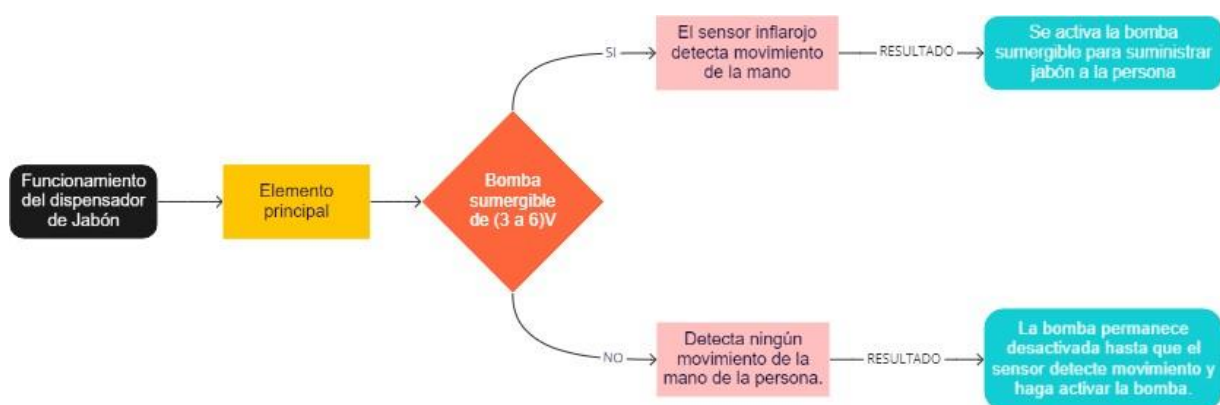 Funcionamiento
del dispensador
de Jabón
Elemento
principal
Bomba
sumergible
de (3 a 6)V
SI
El sensor inflarojo
detecta movimiento
de la mano
RESULTADO
Se activa la bomba
sumergible para suministrar
jabón a la persona
NO
Detecta ningún
movimiento de la
mano de la persona.
RESULTADO
La bomba permanece
desactivada hasta que el
sensor detecte movimiento y
haga activar la bomba.